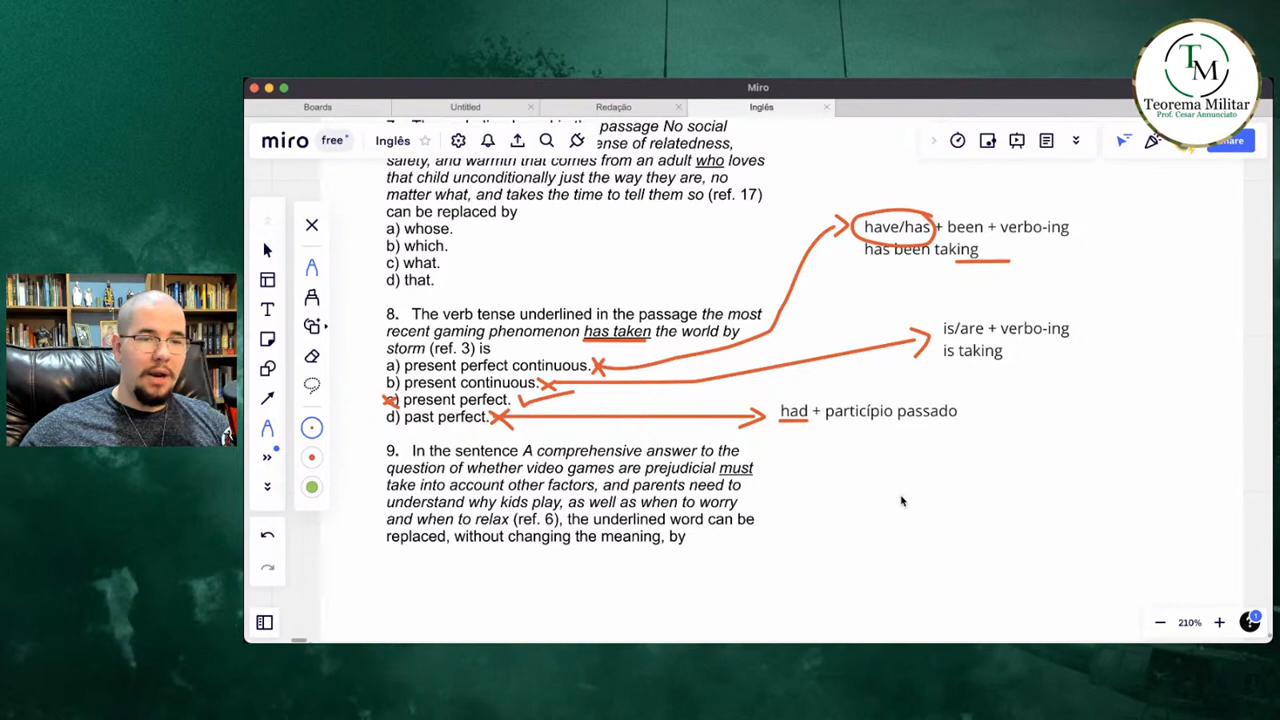 TM
Teorema Militar
Prof. Cesar Annunciato
Miro
Boards
Untitled
Redação
Inglês
miro free Inglês
Share
passage No social
ense of relatedness,
safety, and warmth that comes from an adult who loves
that child unconditionally just the way they are, no
matter what, and takes the time to tell them so (ref. 17)
can be replaced by
a) whose.
b) which.
c) what.
d) that.
8. The verb tense underlined in the passage the most
recent gaming phenomenon has taken the world by
storm (ref. 3) is
a) present perfect continuous.
b) present continuous.
c) present perfect.
d) past perfect.
9. In the sentence A comprehensive answer to the
question of whether video games are prejudicial must
take into account other factors, and parents need to
understand why kids play, as well as when to worry
and when to relax (ref. 6), the underlined word can be
replaced, without changing the meaning, by
have/has + been + verbo-ing
has been taking
is/are + verbo-ing
is taking
had + particípio passado
210%
1